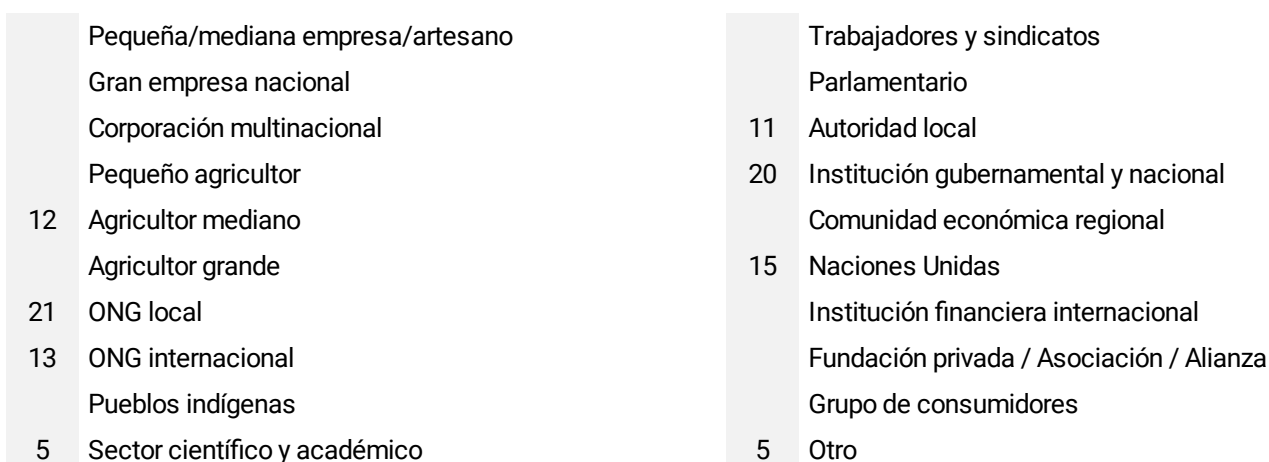 Pequeña/mediana empresa/artesano
Gran empresa nacional
Corporación multinacional
Pequeño agricultor
12 Agricultor mediano
Agricultor grande
21 ONG local
13 ONG internacional
Pueblos indígenas
5 Sector científico y académico
Trabajadores y sindicatos
Parlamentario
11 Autoridad local
20 Institución gubernamental y nacional
Comunidad económica regional
15 Naciones Unidas
Institución financiera internacional
Fundación privada / Asociación / Alianza
Grupo de consumidores
5 Otro